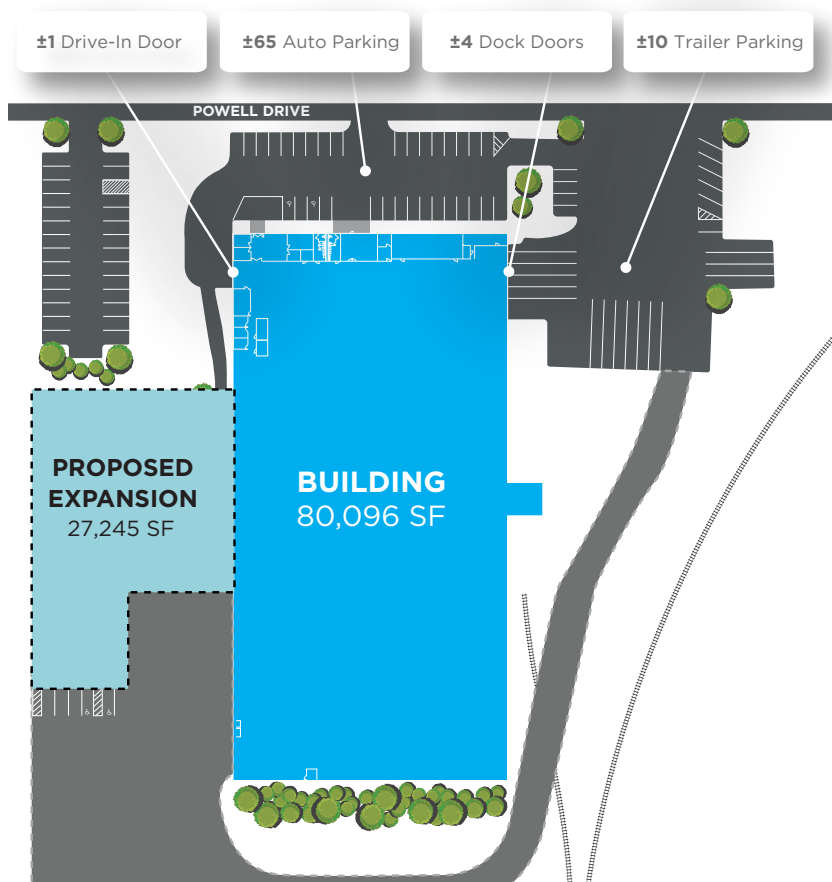 ±1 Drive-In Door
±65 Auto Parking
±4 Dock Doors
±10 Trailer Parking
POWELL DRIVE
PROPOSED
EXPANSION
27,245 SF
BUILDING
80,096 SF